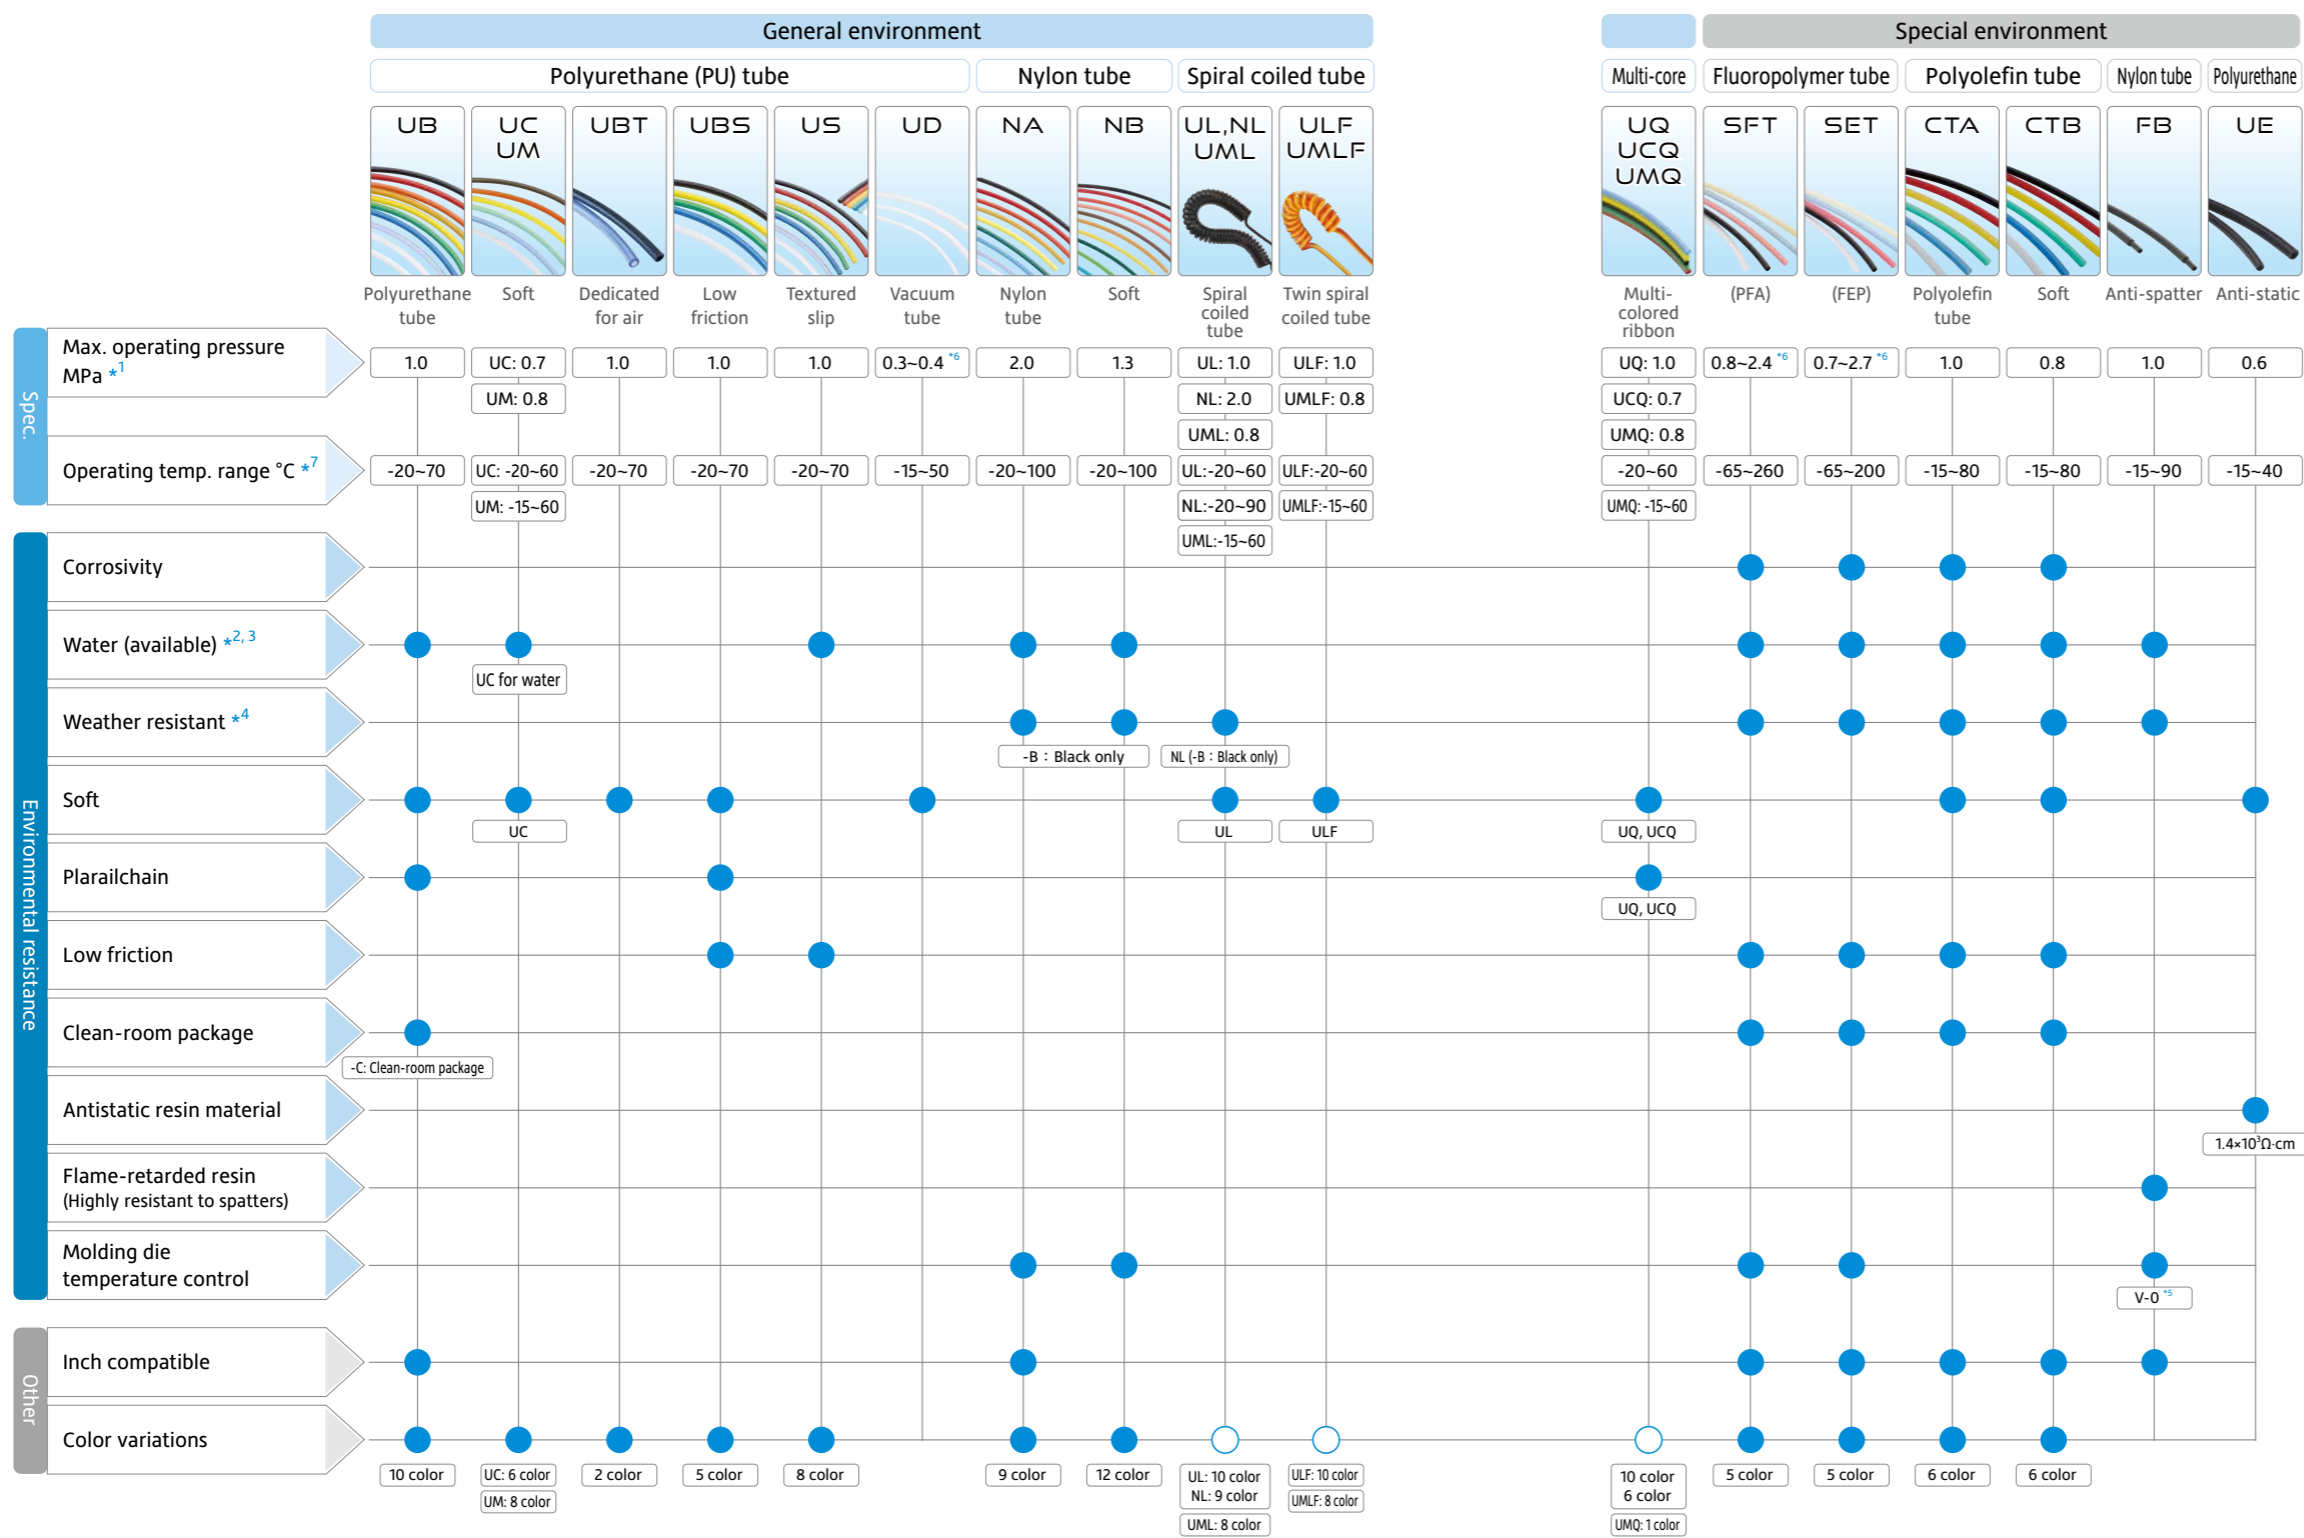 General environment
Special environment
Polyurethane (PU) tube
Nylon tube
Spiral coiled tube
Multi-core
Fluoropolymer tube
Polyolefin tube
Nylon tube
Polyurethane
UB
UC
UM
UBT
UBS
US
UD
NA
NB
UL,NL
UML
ULF
UMLF
UQ
UCQ
UMQ
SFT
SET
CTA
CTB
FB
UE
Polyurethane
tube
Soft
Dedicated
for air
Low
friction
Textured
slip
Vacuum
tube
Nylon
tube
Soft
Spiral
coiled
tube
Twin spiral
coiled tube
Multi-
colored
ribbon
(PFA)
(FEP)
Polyolefin
tube
Soft
Anti-spatter
Anti-static
Spec.
Max. operating pressure
MPa *1
1.0
UC: 0.7
UM: 0.8
1.0
1.0
1.0
0.3~0.4 *6
2.0
1.3
UL: 1.0
NL: 2.0
UML: 0.8
ULF: 1.0
UMLF: 0.8
UQ: 1.0
UCQ: 0.7
UMQ: 0.8
0.8~2.4 *6
0.7~2.7 *6
1.0
0.8
1.0
0.6
Operating temp. range °C *7
-20~70
UC: -20~60
UM: -15~60
-20~70
-20~70
-20~70
-15~50
-20~100
-20~100
UL:-20~60
NL:-20~90
UML:-15~60
ULF:-20~60
UMLF:-15~60
-20~60
UMQ: -15~60
-65~260
-65~200
-15~80
-15~80
-15~90
-15~40
Environmental resistance
Corrosivity
Water (available) *2, 3
UC for water
Weather resistant *4
-B : Black only
NL (-B : Black only)
Soft
UC
UL
ULF
UQ, UCQ
Plarailchain
UQ, UCQ
Low friction
Clean-room package
-C: Clean-room package
Antistatic resin material
1.4×10³Ω·cm
Flame-retarded resin
(Highly resistant to spatters)
Molding die
temperature control
V-0 *5
Other
Inch compatible
Color variations
10 color
UC: 6 color
UM: 8 color
2 color
5 color
8 color
9 color
12 color
UL: 10 color
NL: 9 color
UML: 8 color
ULF: 10 color
UMLF: 8 color
10 color
6 color
UMQ: 1 color
5 color
5 color
6 color
6 color